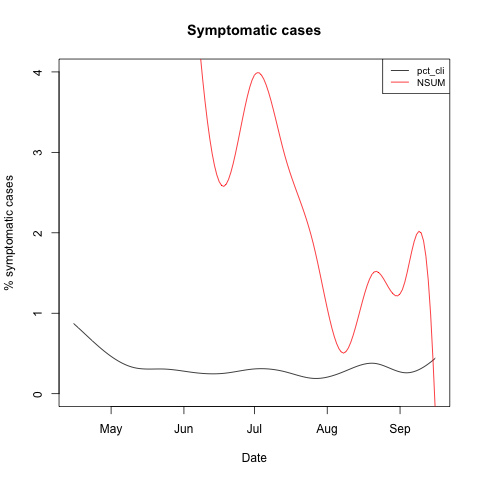 Symptomatic cases
pct_cli
NSUM
% symptomatic cases
4
3
2
1
0
May Jun Jul Aug Sep
Date